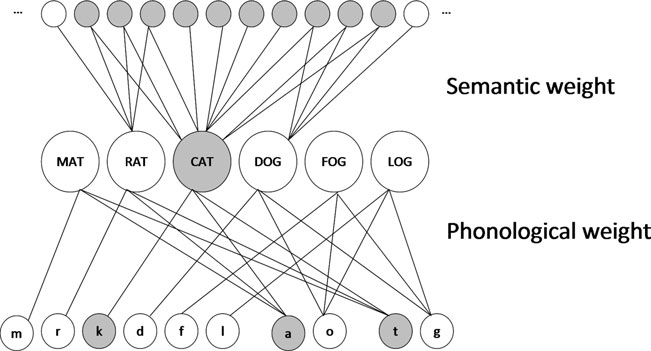 ... ...
Semantic weight
MAT RAT CAT DOG FOG LOG
Phonological weight
m r k d f l a o t g